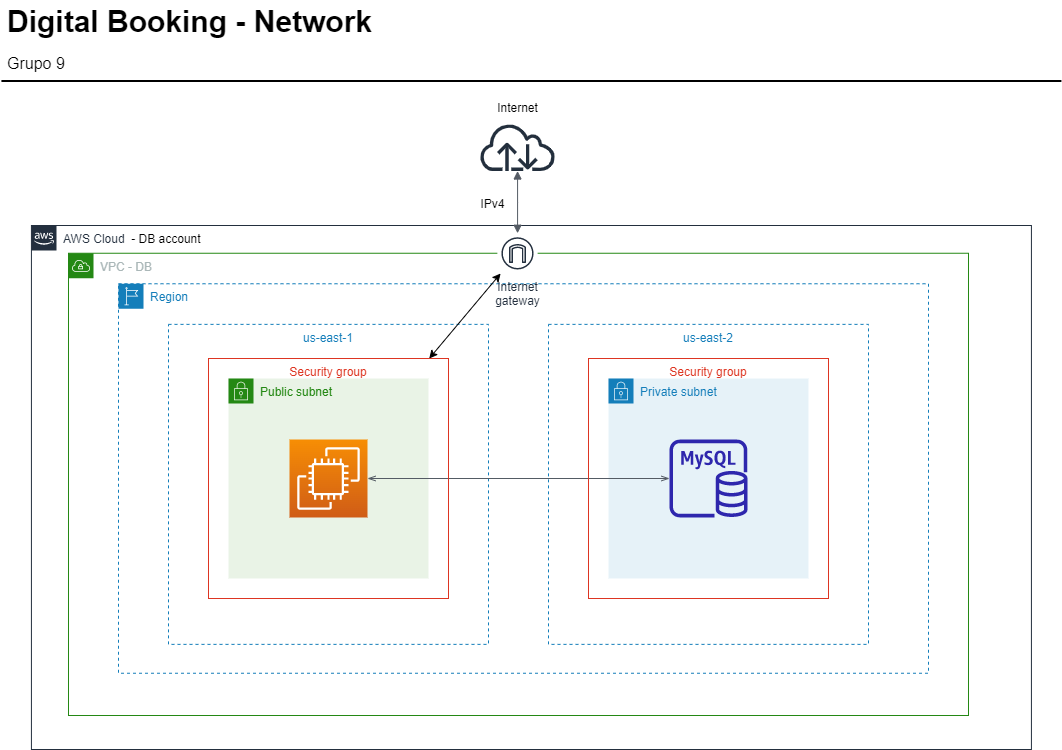 Digital Booking - Network
Grupo 9
Internet
IPv4
aws
AWS Cloud - DB account
VPC - DB
Internet
gateway
Region
us-east-1
us-east-2
Security group
Security group
Public subnet
Private subnet
MySQL